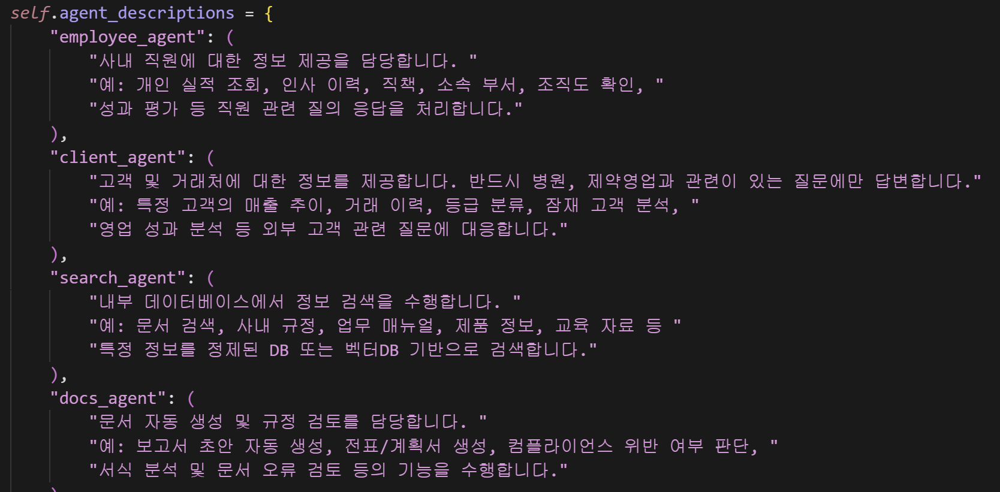 self.agent_descriptions = {
"employee_agent": (
"사내 직원에 대한 정보 제공을 담당합니다. "
"예: 개인 실적 조회, 인사 이력, 직책, 소속 부서, 조직도 확인, "
"성과 평가 등 직원 관련 질의 응답을 처리합니다."
),
"client_agent": (
"고객 및 거래처에 대한 정보를 제공합니다. 반드시 병원, 제약영업과 관련이 있는 질문에만 답변합니다."
"예: 특정 고객의 매출 추이, 거래 이력, 등급 분류, 잠재 고객 분석, "
"영업 성과 분석 등 외부 고객 관련 질문에 대응합니다."
),
"search_agent": (
"내부 데이터베이스에서 정보 검색을 수행합니다. "
"예: 문서 검색, 사내 규정, 업무 매뉴얼, 제품 정보, 교육 자료 등 "
"특정 정보를 정제된 DB 또는 벡터DB 기반으로 검색합니다."
),
"docs_agent": (
"문서 자동 생성 및 규정 검토를 담당합니다. "
"예: 보고서 초안 자동 생성, 전표/계획서 생성, 컴플라이언스 위반 여부 판단, "
"서식 분석 및 문서 오류 검토 등의 기능을 수행합니다."
)